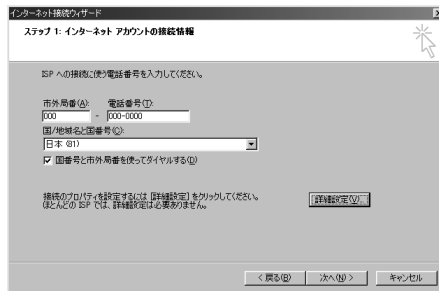 インターネット接続ウィザード
ステップ 1: インターネット アカウントの接続情報
ISP への接続に使う電話番号を入力してください。
市外局番(A): 電話番号(T):
000 - 000-0000
国/地域名と国番号(C):
日本 (81)
国番号と市外局番を使ってダイヤルする(D)
接続のプロパティを設定するには [詳細設定] をクリックしてください。
ほとんどの ISP では、詳細設定は必要ありません。
詳細設定(V)...
< 戻る(B) 次へ(N) > キャンセル